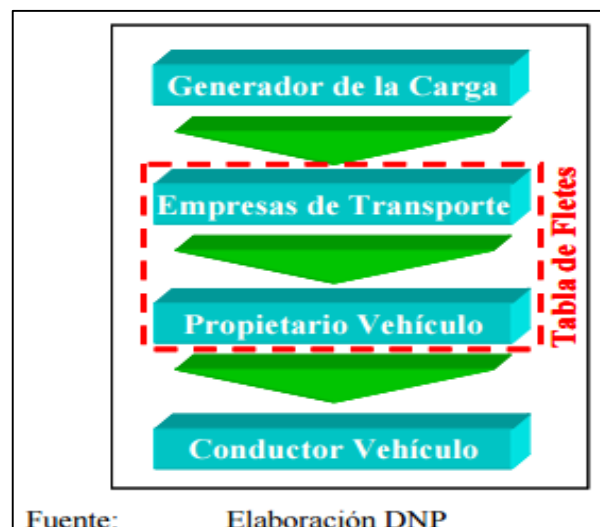 Generador de la Carga
Empresas de Transporte
Propietario Vehículo
Tabla de Fletes
Conductor Vehículo
Fuente: Elaboración DNP